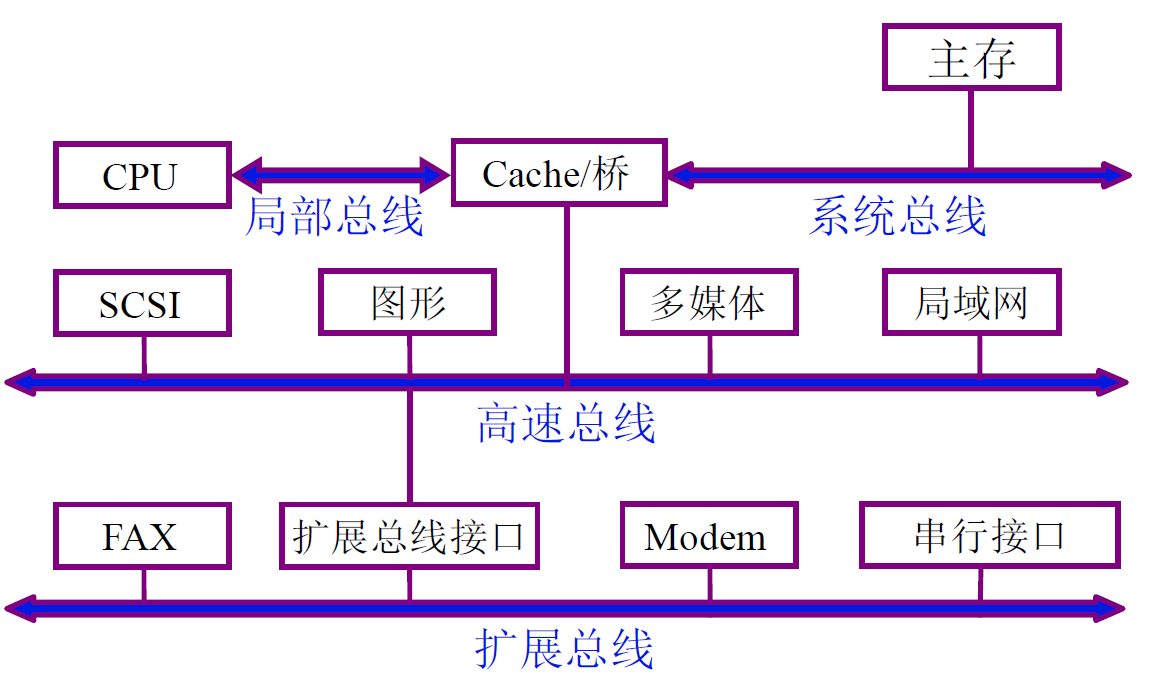 主存
CPU
Cache/桥
局部总线
系统总线
SCSI
图形
多媒体
局域网
高速总线
FAX
扩展总线接口
Modem
串行接口
扩展总线